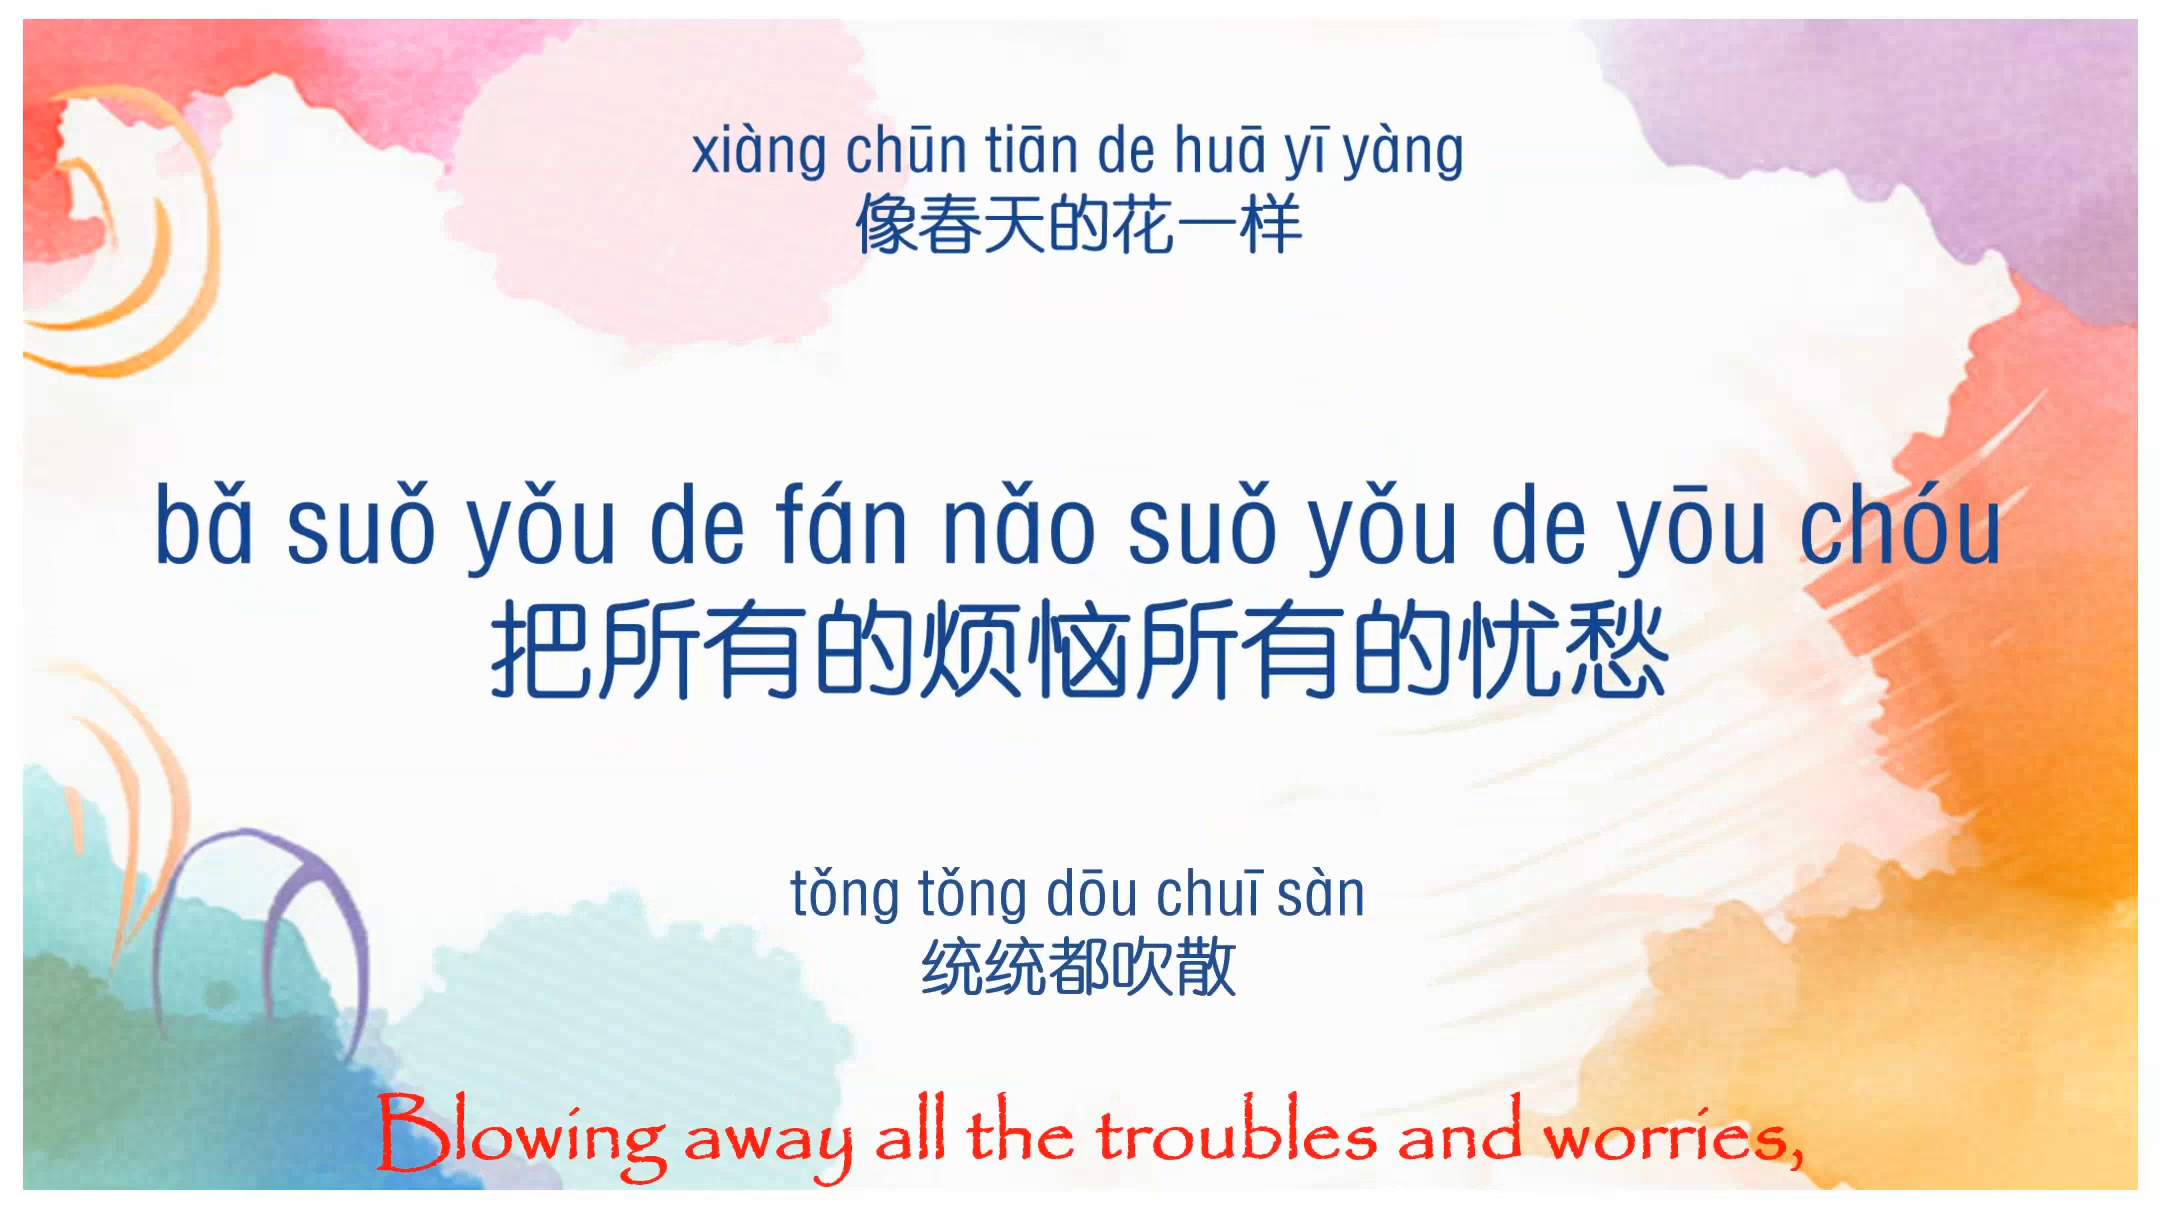 xiàng chūn tiān de huā yī yàng
像春天的花一样
bǎ suǒ yǒu de fán nǎo suǒ yǒu de yōu chóu
把所有的烦恼所有的忧愁
tǒng tǒng dōu chuī sàn
统统都吹散
Blowing away all the troubles and worries,